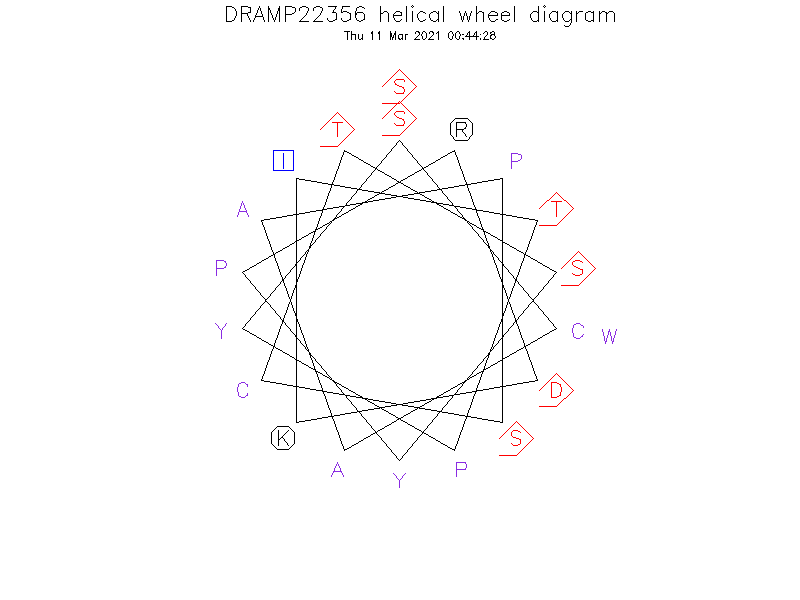 DRAMP22356 helical wheel diagram
Thu 11 Mar 2021 00:44:28
S
S
T R
I P
A T
P S
Y C W
C D
K S
A P
Y